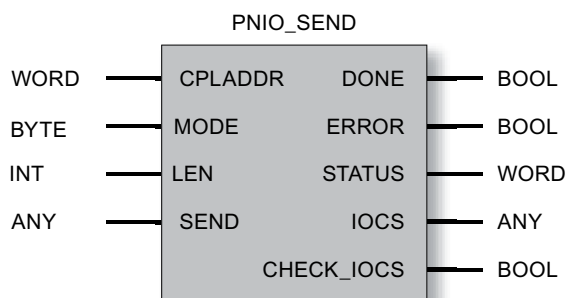 PNIO_SEND
WORD CPLADDR DONE BOOL
BYTE MODE ERROR BOOL
INT LEN STATUS WORD
ANY SEND IOCS ANY
CHECK_IOCS BOOL